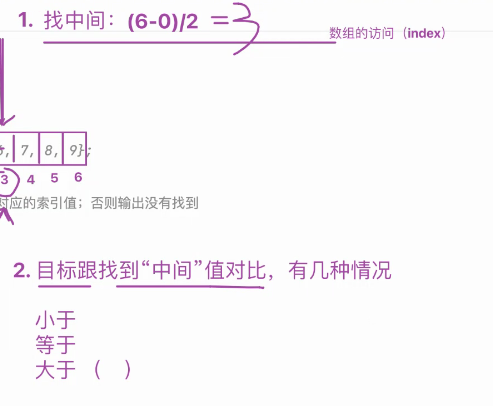 1. 找中间：(6-0)/2 =3
数组的访问（index）
7, 8, 9};
3 4 5 6
对应的索引值；否则输出没有找到
2. 目标跟找到“中间”值对比，有几种情况
小于
等于
大于 （ ）